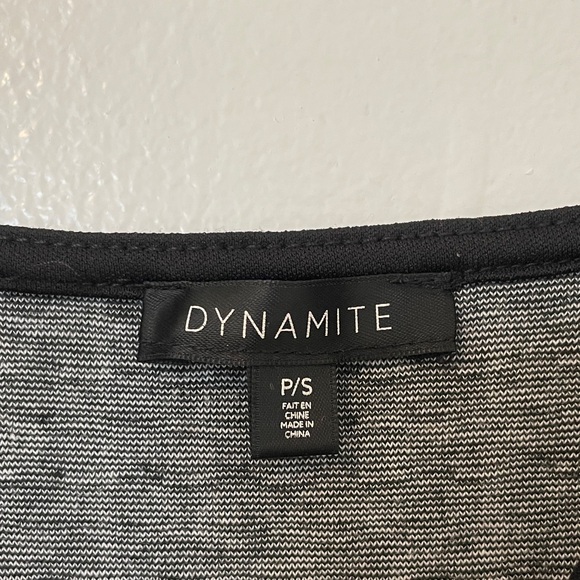 DYNAMITE
P/S
FAIT EN
CHINE
MADE IN
CHINA